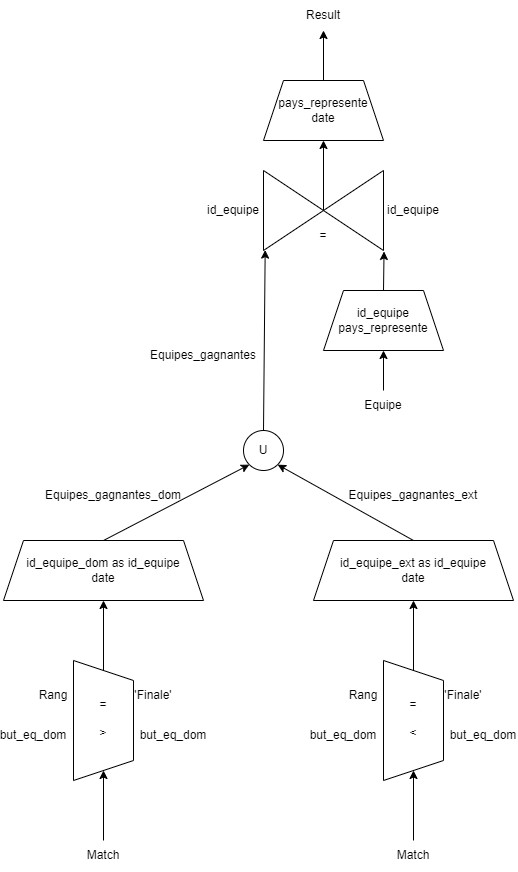 Result
pays_represente
date
id_equipe
id_equipe
=
id_equipe
pays_represente
Equipes_gagnantes
Equipe
U
Equipes_gagnantes_dom
Equipes_gagnantes_ext
id_equipe_dom as id_equipe
date
id_equipe_ext as id_equipe
date
Rang
=
'Finale'
but_eq_dom
>
but_eq_dom
Rang
=
'Finale'
but_eq_dom
<
but_eq_dom
Match
Match